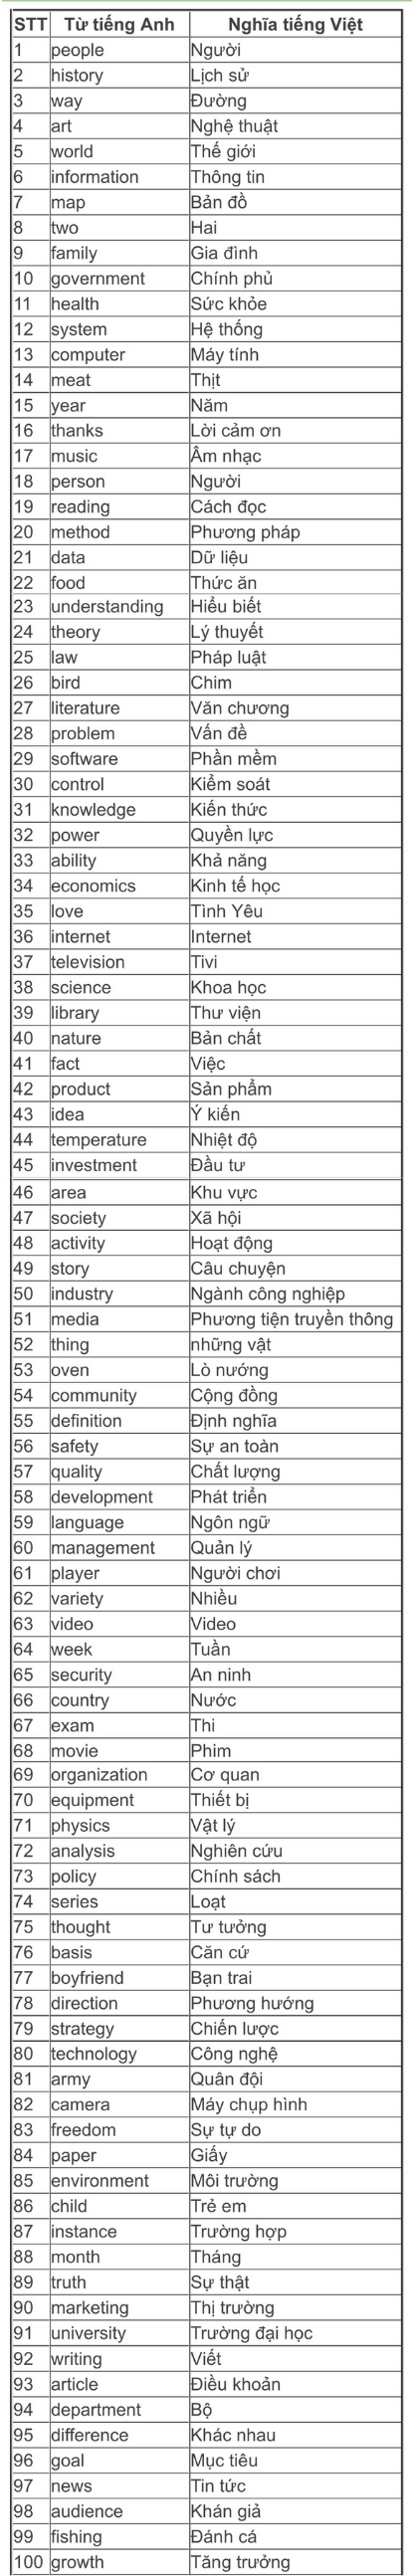 STT Từ tiếng Anh Nghĩa tiếng Việt
1 people Người
2 history Lịch sử
3 way Đường
4 art Nghệ thuật
5 world Thế giới
6 information Thông tin
7 map Bản đồ
8 two Hai
9 family Gia đình
10 government Chính phủ
11 health Sức khỏe
12 system Hệ thống
13 computer Máy tính
14 meat Thịt
15 year Năm
16 thanks Lời cảm ơn
17 music Âm nhạc
18 person Người
19 reading Cách đọc
20 method Phương pháp
21 data Dữ liệu
22 food Thức ăn
23 understanding Hiểu biết
24 theory Lý thuyết
25 law Pháp luật
26 bird Chim
27 literature Văn chương
28 problem Vấn đề
29 software Phần mềm
30 control Kiểm soát
31 knowledge Kiến thức
32 power Quyền lực
33 ability Khả năng
34 economics Kinh tế học
35 love Tình Yêu
36 internet Internet
37 television Tivi
38 science Khoa học
39 library Thư viện
40 nature Bản chất
41 fact Việc
42 product Sản phẩm
43 idea Ý kiến
44 temperature Nhiệt độ
45 investment Đầu tư
46 area Khu vực
47 society Xã hội
48 activity Hoạt động
49 story Câu chuyện
50 industry Ngành công nghiệp
51 media Phương tiện truyền thông
52 thing những vật
53 oven Lò nướng
54 community Cộng đồng
55 definition Định nghĩa
56 safety Sự an toàn
57 quality Chất lượng
58 development Phát triển
59 language Ngôn ngữ
60 management Quản lý
61 player Người chơi
62 variety Nhiều
63 video Video
64 week Tuần
65 security An ninh
66 country Nước
67 exam Thi
68 movie Phim
69 organization Cơ quan
70 equipment Thiết bị
71 physics Vật lý
72 analysis Nghiên cứu
73 policy Chính sách
74 series Loạt
75 thought Tư tưởng
76 basis Căn cứ
77 boyfriend Bạn trai
78 direction Phương hướng
79 strategy Chiến lược
80 technology Công nghệ
81 army Quân đội
82 camera Máy chụp hình
83 freedom Sự tự do
84 paper Giấy
85 environment Môi trường
86 child Trẻ em
87 instance Trường hợp
88 month Tháng
89 truth Sự thật
90 marketing Thị trường
91 university Trường đại học
92 writing Viết
93 article Điều khoản
94 department Bộ
95 difference Khác nhau
96 goal Mục tiêu
97 news Tin tức
98 audience Khán giả
99 fishing Đánh cá
100 growth Tăng trưởng